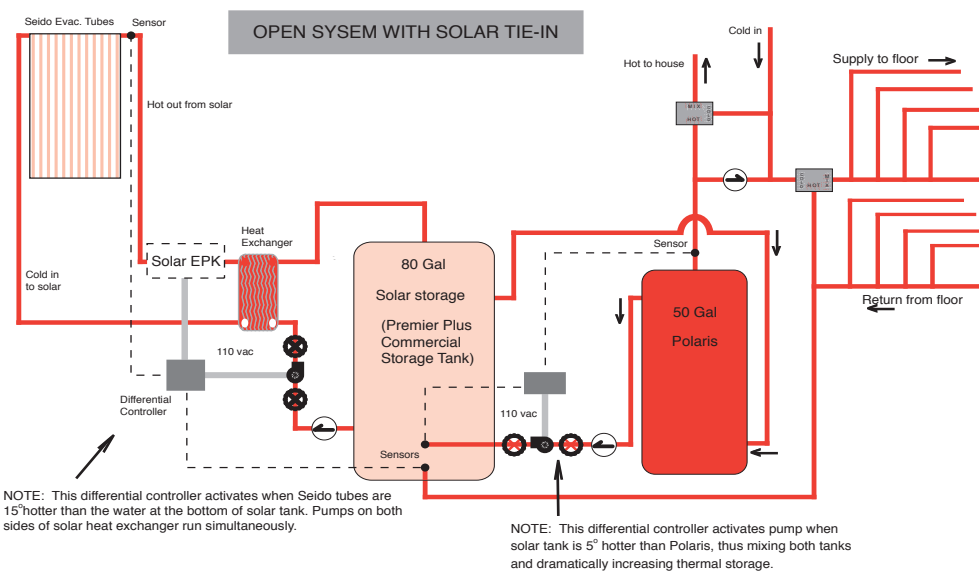 Seido Evac. Tubes
Sensor
OPEN SYSEM WITH SOLAR TIE-IN
Cold in
Hot to house
Supply to floor
Hot out from solar
MIX
HOT
COLD
COLD
HOT
MIX
Heat
Exchanger
Solar EPK
Cold in
to solar
80 Gal
Solar storage
(Premier Plus
Commercial
Storage Tank)
Sensor
50 Gal
Polaris
Return from floor
110 vac
Differential
Controller
110 vac
Sensors
NOTE:  This differential controller activates when Seido tubes are
15°hotter than the water at the bottom of solar tank. Pumps on both
sides of solar heat exchanger run simultaneously.
NOTE:  This differential controller activates pump when
solar tank is 5° hotter than Polaris, thus mixing both tanks
and dramatically increasing thermal storage.